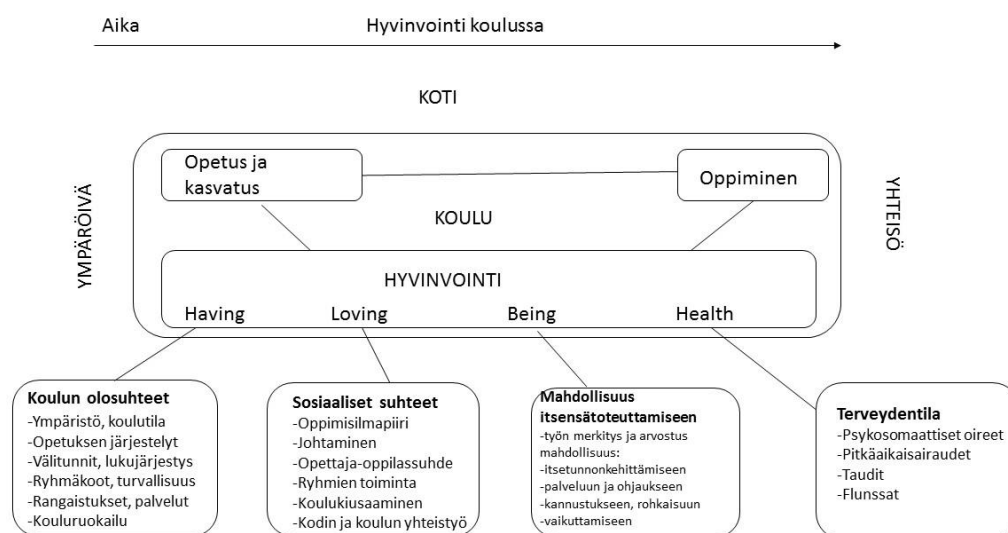 Aika
Hyvinvointi koulussa
KOTI
YMPÄRÖIVÄ
Opetus ja
kasvatus
Oppiminen
KOULU
YHTEISÖ
HYVINVOINTI
Having
Loving
Being
Health
Koulun olosuhteet
-Ympäristö, koulutila
-Opetuksen järjestelyt
-Välitunnit, lukujärjestys
-Ryhmäkoot, turvallisuus
-Rangaistukset, palvelut
-Kouluruokailu
Sosiaaliset suhteet
-Oppimisilmapiiri
-Johtaminen
-Opettaja-oppilassuhde
-Ryhmien toiminta
-Koulukiusaaminen
-Kodin ja koulun yhteistyö
Mahdollisuus
itsensätoteuttamiseen
-työn merkitys ja arvostus
mahdollisuus:
-itsetunnonkehittämiseen
-palveluun ja ohjaukseen
-kannustukseen, rohkaisuun
-vaikuttamiseen
Terveydentila
-Psykosomaattiset oireet
-Pitkäaikaisairaudet
-Taudit
-Flunssat